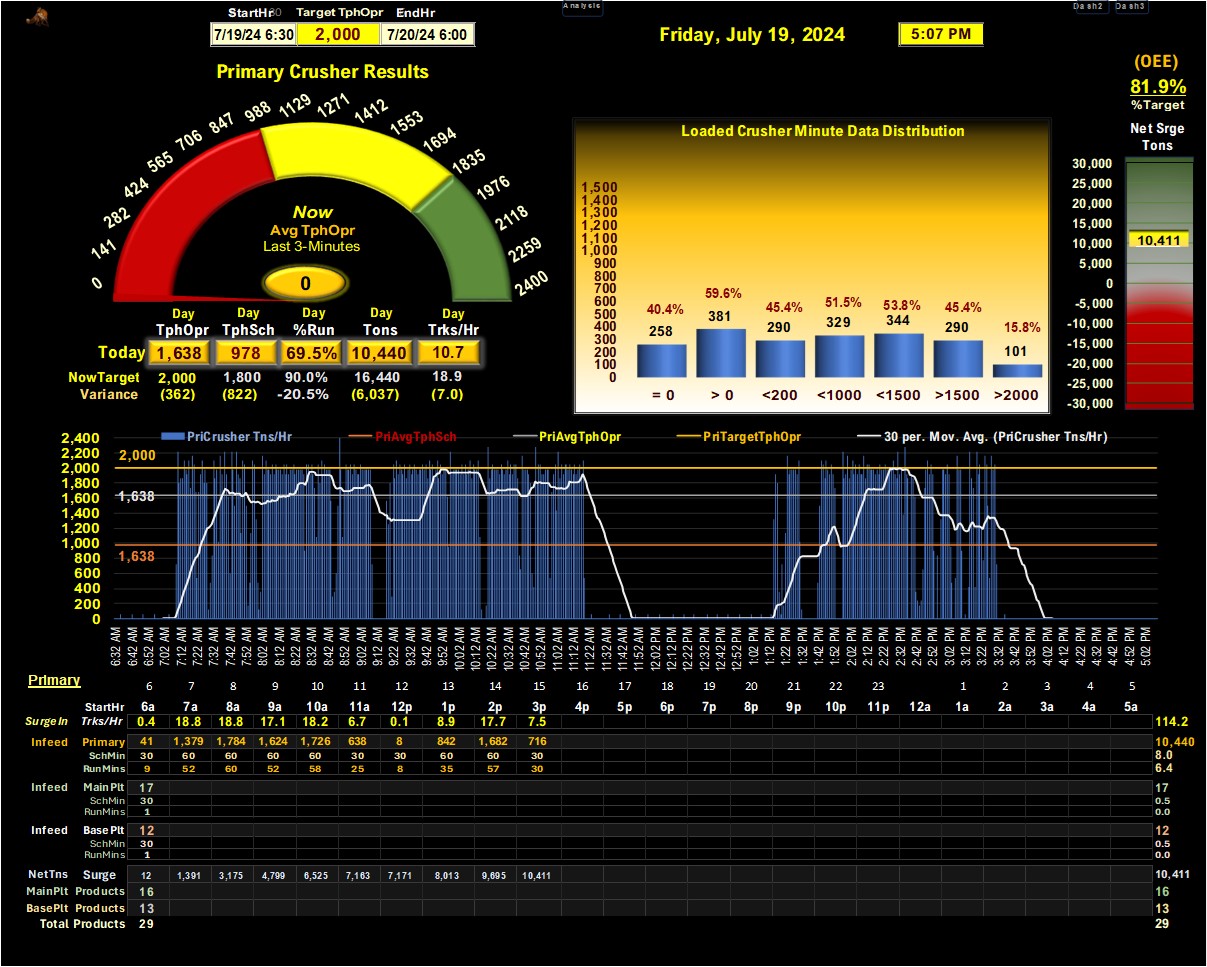 Analysis
Dash2 Dash3
StartHr 30 Target TphOpr EndHr
7/19/24 6:30 2,000 7/20/24 6:00
Friday, July 19, 2024
5:07 PM
(OEE)
81.9%
%Target
Primary Crusher Results
0 141 282 424 565 706 847 988 1129 1271 1412 1553 1694 1835 1976 2118 2259 2400
Now
Avg TphOpr
Last 3-Minutes
0
Day Day Day Day Day
TphOpr TphSch %Run Tons Trks/Hr
Today 1,638 978 69.5% 10,440 10.7
NowTarget 2,000 1,800 90.0% 16,440 18.9
Variance (362) (822) -20.5% (6,037) (7.0)
Loaded Crusher Minute Data Distribution
1,500
1,400
1,300
1,200
1,100
1,000
900
800
700
600
500
400
300
200
100
0
40.4% 59.6% 45.4% 51.5% 53.8% 45.4% 15.8%
258 381 290 329 344 290 101
= 0 > 0 <200 <1000 <1500 >1500 >2000
Net Srge
Tons
30,000
25,000
20,000
15,000
10,000
5,000
0
-5,000
-10,000
-15,000
-20,000
-25,000
-30,000
10,411
PriCrusher Tns/Hr PriAvgTphSch PriAvgTphOpr PriTargetTphOpr 30 per. Mov. Avg. (PriCrusher Tns/Hr)
2,400
2,200
2,000
1,800
1,600
1,400
1,200
1,000
800
600
400
200
0
2,000
1,638
1,638
6:32 AM 6:42 AM 6:52 AM 7:02 AM 7:12 AM 7:22 AM 7:32 AM 7:42 AM 7:52 AM 8:02 AM 8:12 AM 8:22 AM 8:32 AM 8:42 AM 8:52 AM 9:02 AM 9:12 AM 9:22 AM 9:32 AM 9:42 AM 9:52 AM 10:02 AM 10:12 AM 10:22 AM 10:32 AM 10:42 AM 10:52 AM 11:02 AM 11:12 AM 11:22 AM 11:32 AM 11:42 AM 11:52 AM 12:02 PM 12:12 PM 12:22 PM 12:32 PM 12:42 PM 12:52 PM 1:02 PM 1:12 PM 1:22 PM 1:32 PM 1:42 PM 1:52 PM 2:02 PM 2:12 PM 2:22 PM 2:32 PM 2:42 PM 2:52 PM 3:02 PM 3:12 PM 3:22 PM 3:32 PM 3:42 PM 3:52 PM 4:02 PM 4:12 PM 4:22 PM 4:32 PM 4:42 PM 4:52 PM 5:02 PM
Primary
6 7 8 9 10 11 12 13 14 15 16 17 18 19 20 21 22 23 1 2 3 4 5
StartHr 6a 7a 8a 9a 10a 11a 12p 1p 2p 3p 4p 5p 6p 7p 8p 9p 10p 11p 12a 1a 2a 3a 4a 5a
SurgeIn Trks/Hr 0.4 18.8 18.8 17.1 18.2 6.7 0.1 8.9 17.7 7.5 114.2
Infeed Primary 41 1,379 1,784 1,624 1,726 638 8 842 1,682 716 10,440
SchMin 30 60 60 60 60 30 30 60 60 30 8.0
RunMins 9 52 60 52 58 25 8 35 57 30 6.4
Infeed MainPlt 17 17
SchMin 30 0.5
RunMins 1 0.0
Infeed BasePlt 12 12
SchMin 30 0.5
RunMins 1 0.0
NetTns Surge 12 1,391 3,175 4,799 6,525 7,163 7,171 8,013 9,695 10,411 10,411
MainPlt Products 16 16
BasePlt Products 13 13
Total Products 29 29